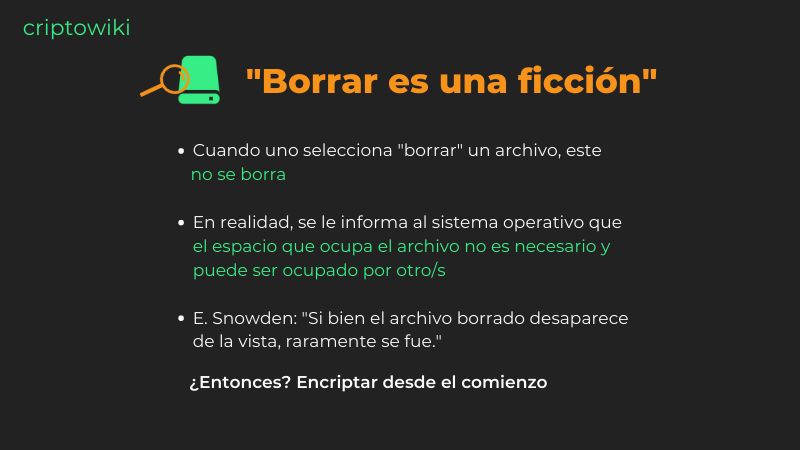 criptowiki
"Borrar es una ficción"
• Cuando uno selecciona "borrar" un archivo, este
no se borra
• En realidad, se le informa al sistema operativo que
el espacio que ocupa el archivo no es necesario y
puede ser ocupado por otro/s
• E. Snowden: "Si bien el archivo borrado desaparece
de la vista, raramente se fue."
¿Entonces? Encriptar desde el comienzo